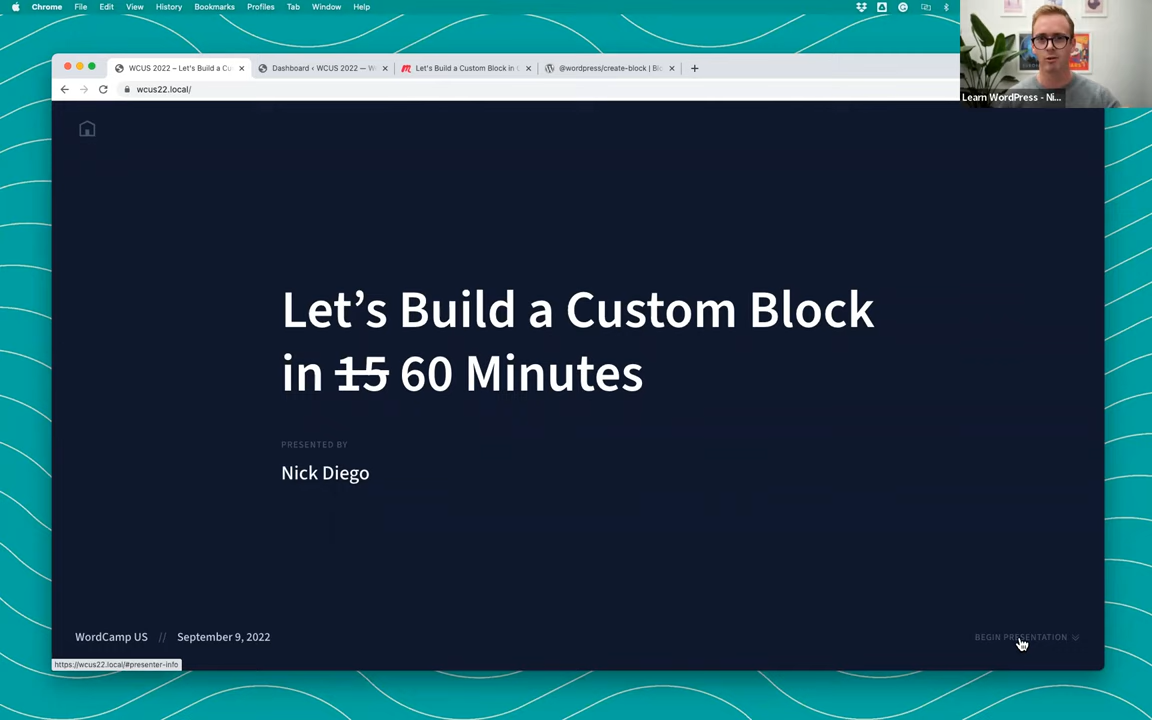 Chrome File Edit View History Bookmarks Profiles Tab Window Help
WCUS 2022 – Let's Build a Cu
Dashboard ‹ WCUS 2022 — W
Let's Build a Custom Block in
@wordpress/create-block | Blo
wcus22.local/
Learn WordPress - Ni...
Let's Build a Custom Block
in 15 60 Minutes
PRESENTED BY
Nick Diego
WordCamp US // September 9, 2022
BEGIN PRESENTATION
https://wcus22.local/#presenter-info